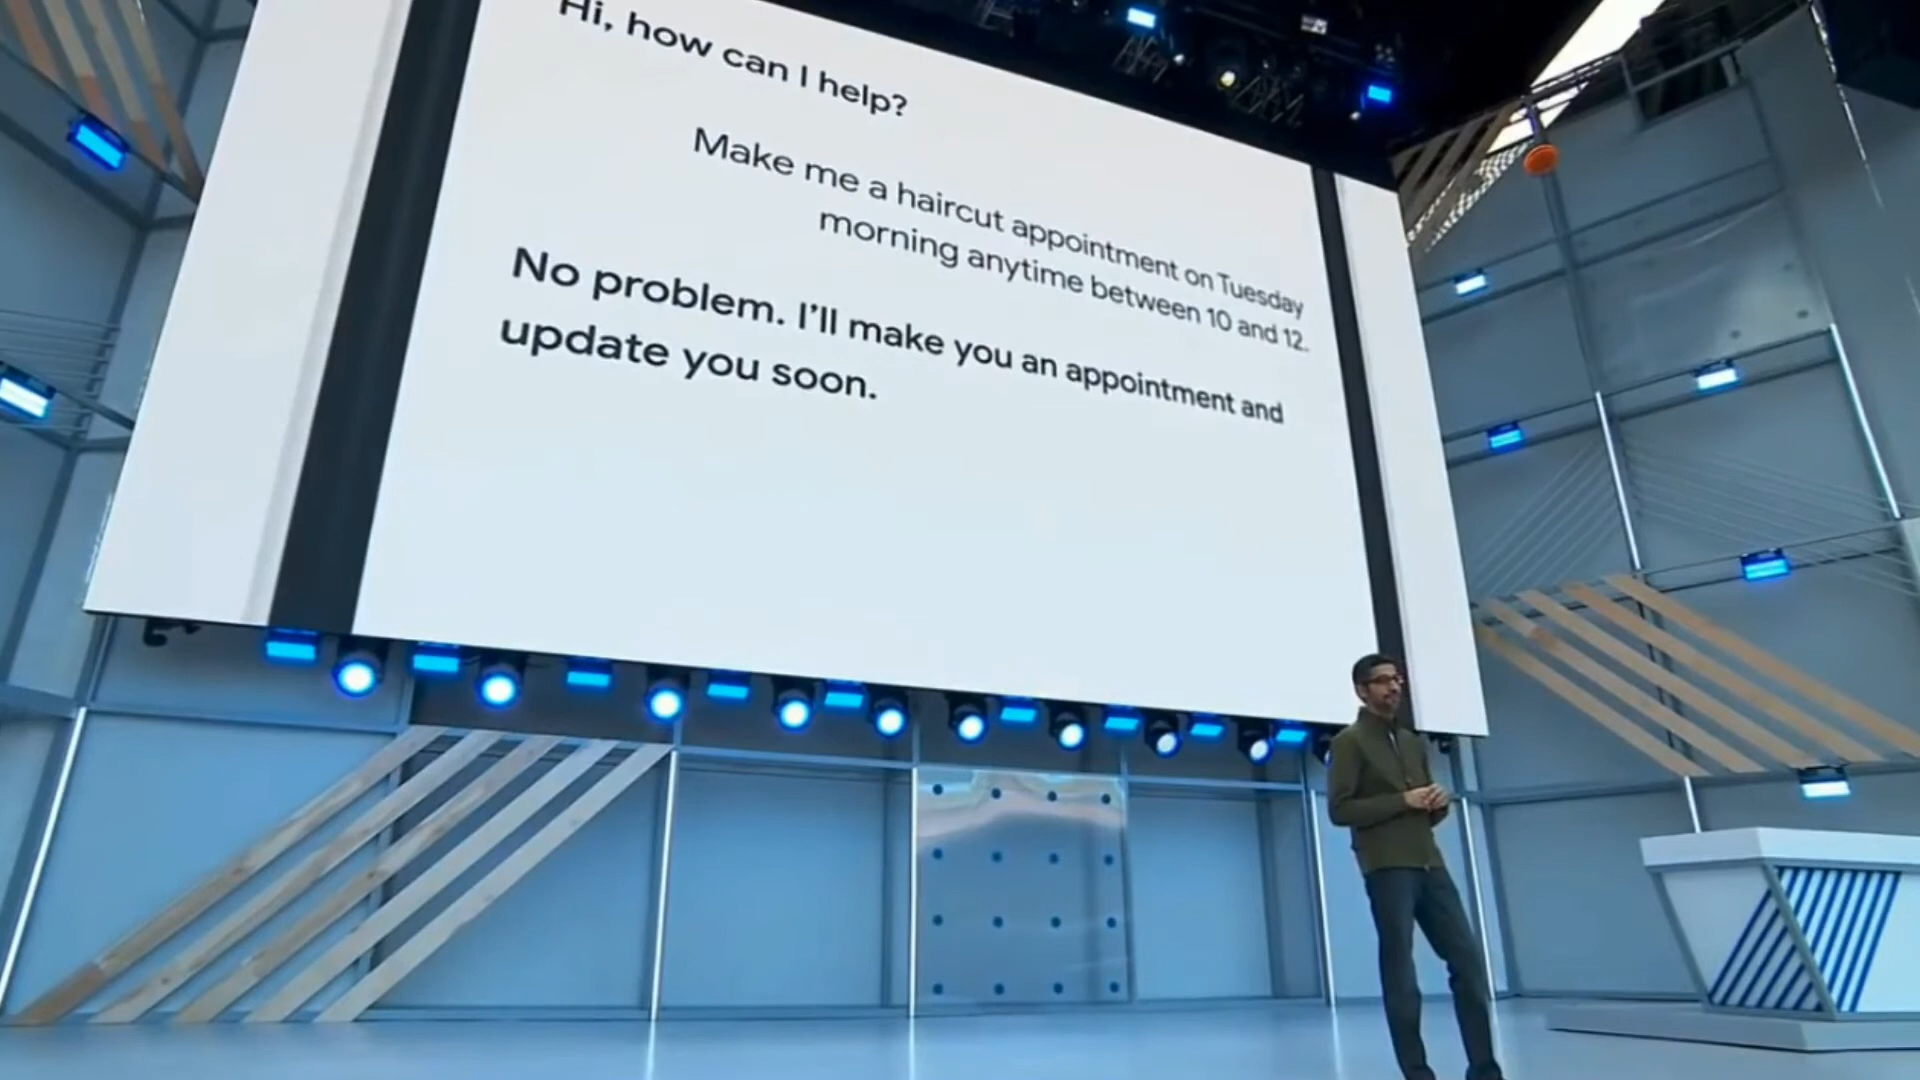 Hi, how can I help?
Make me a haircut appointment on Tuesday
morning anytime between 10 and 12.
No problem. I'll make you an appointment and
update you soon.